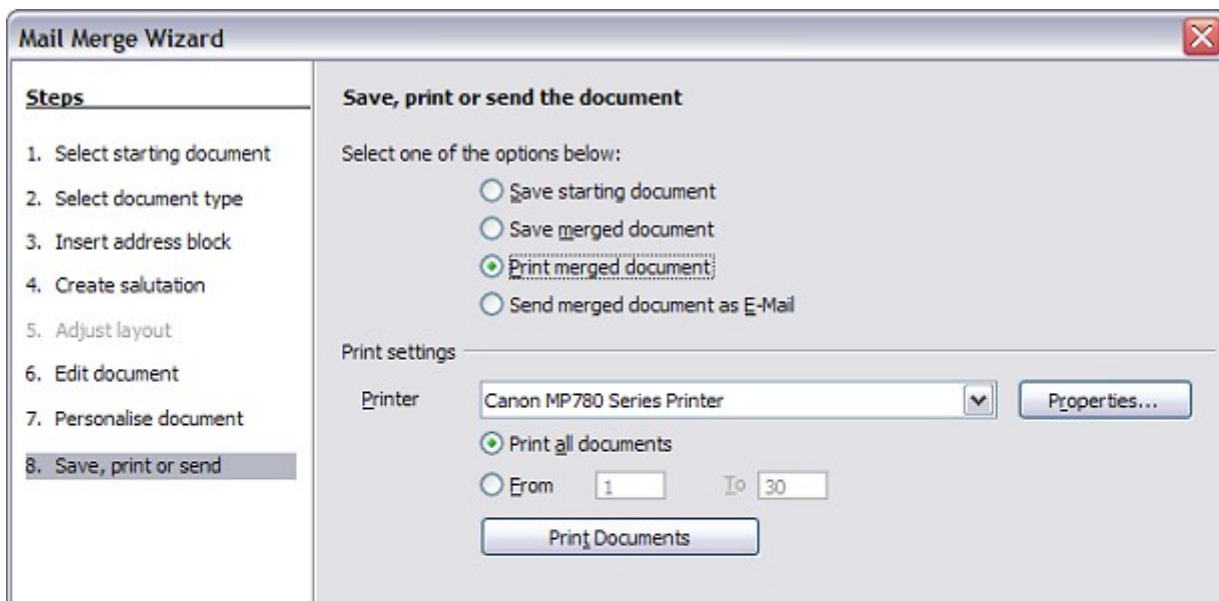 Mail Merge Wizard
Steps
1. Select starting document
2. Select document type
3. Insert address block
4. Create salutation
5. Adjust layout
6. Edit document
7. Personalise document
8. Save, print or send
Save, print or send the document
Select one of the options below:
Save starting document
Save merged document
Print merged document
Send merged document as E-Mail
Print settings
Printer Canon MP780 Series Printer Properties...
Print all documents
From 1 To 30
Print Documents